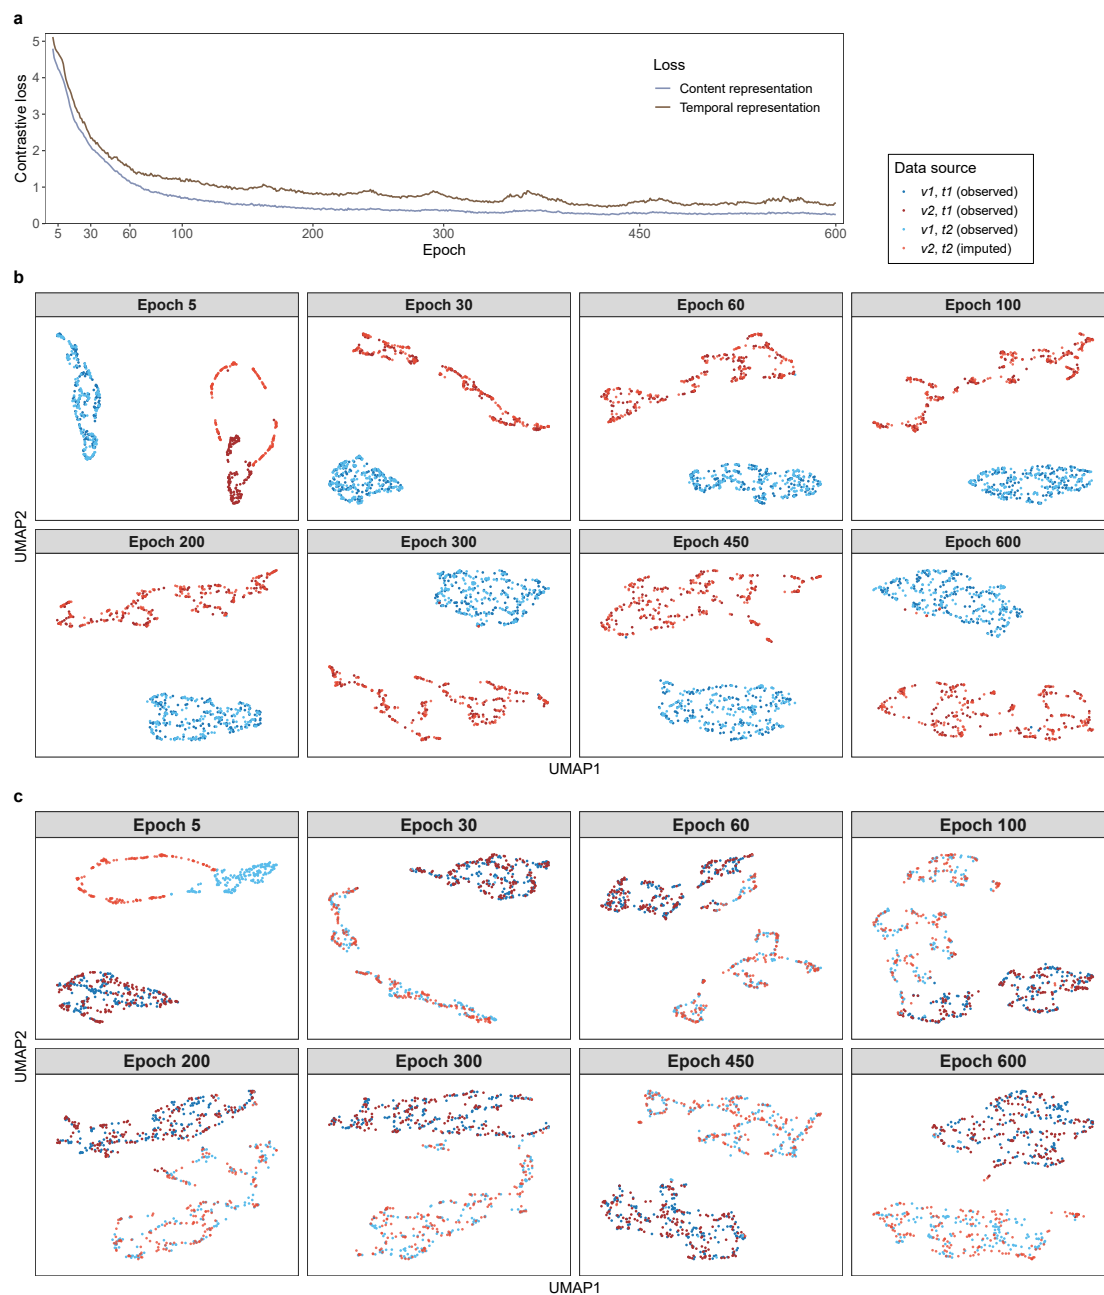 a
5
4
3
2
1
0
Contrastive loss
5 30 60 100 200 300 450 600
Epoch
Loss
Content representation
Temporal representation
Data source
v1, t1 (observed)
v2, t1 (observed)
v1, t2 (observed)
v2, t2 (imputed)
b
Epoch 5 Epoch 30 Epoch 60 Epoch 100
Epoch 200 Epoch 300 Epoch 450 Epoch 600
UMAP2
UMAP1
c
Epoch 5 Epoch 30 Epoch 60 Epoch 100
Epoch 200 Epoch 300 Epoch 450 Epoch 600
UMAP2
UMAP1